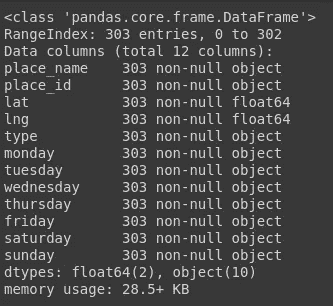 <class 'pandas.core.frame.DataFrame'>
RangeIndex: 303 entries, 0 to 302
Data columns (total 12 columns):
place_name    303 non-null object
place_id      303 non-null object
lat           303 non-null float64
lng           303 non-null float64
type          303 non-null object
monday        303 non-null object
tuesday       303 non-null object
wednesday     303 non-null object
thursday      303 non-null object
friday        303 non-null object
saturday      303 non-null object
sunday        303 non-null object
dtypes: float64(2), object(10)
memory usage: 28.5+ KB